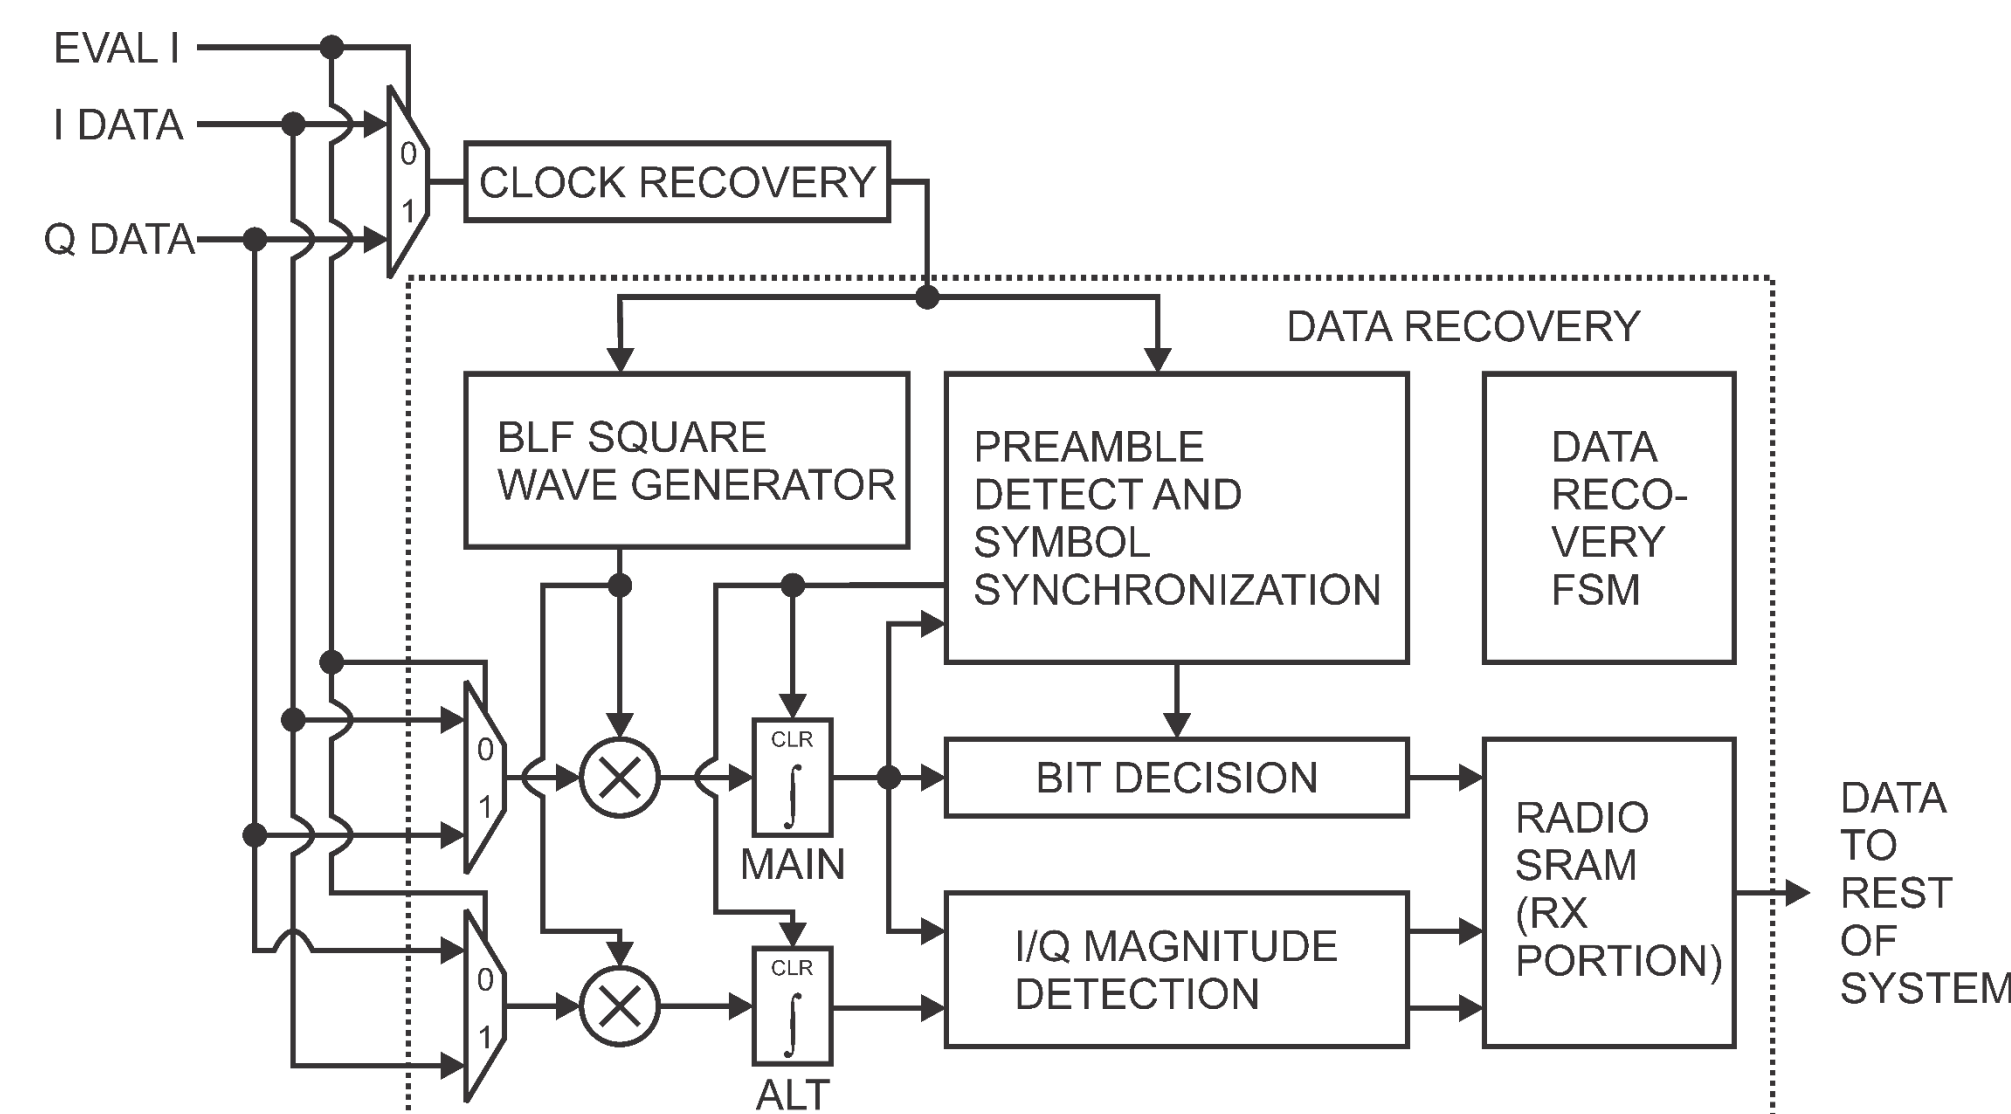 EVAL I
I DATA
0
CLOCK RECOVERY
1
Q DATA
DATA RECOVERY
BLF SQUARE
WAVE GENERATOR
PREAMBLE
DETECT AND
SYMBOL
SYNCHRONIZATION
DATA
RECO-
VERY
FSM
0
1
CLR
∫
MAIN
BIT DECISION
RADIO
SRAM
(RX
PORTION)
DATA
TO
REST
OF
SYSTEM
0
1
CLR
∫
ALT
I/Q MAGNITUDE
DETECTION